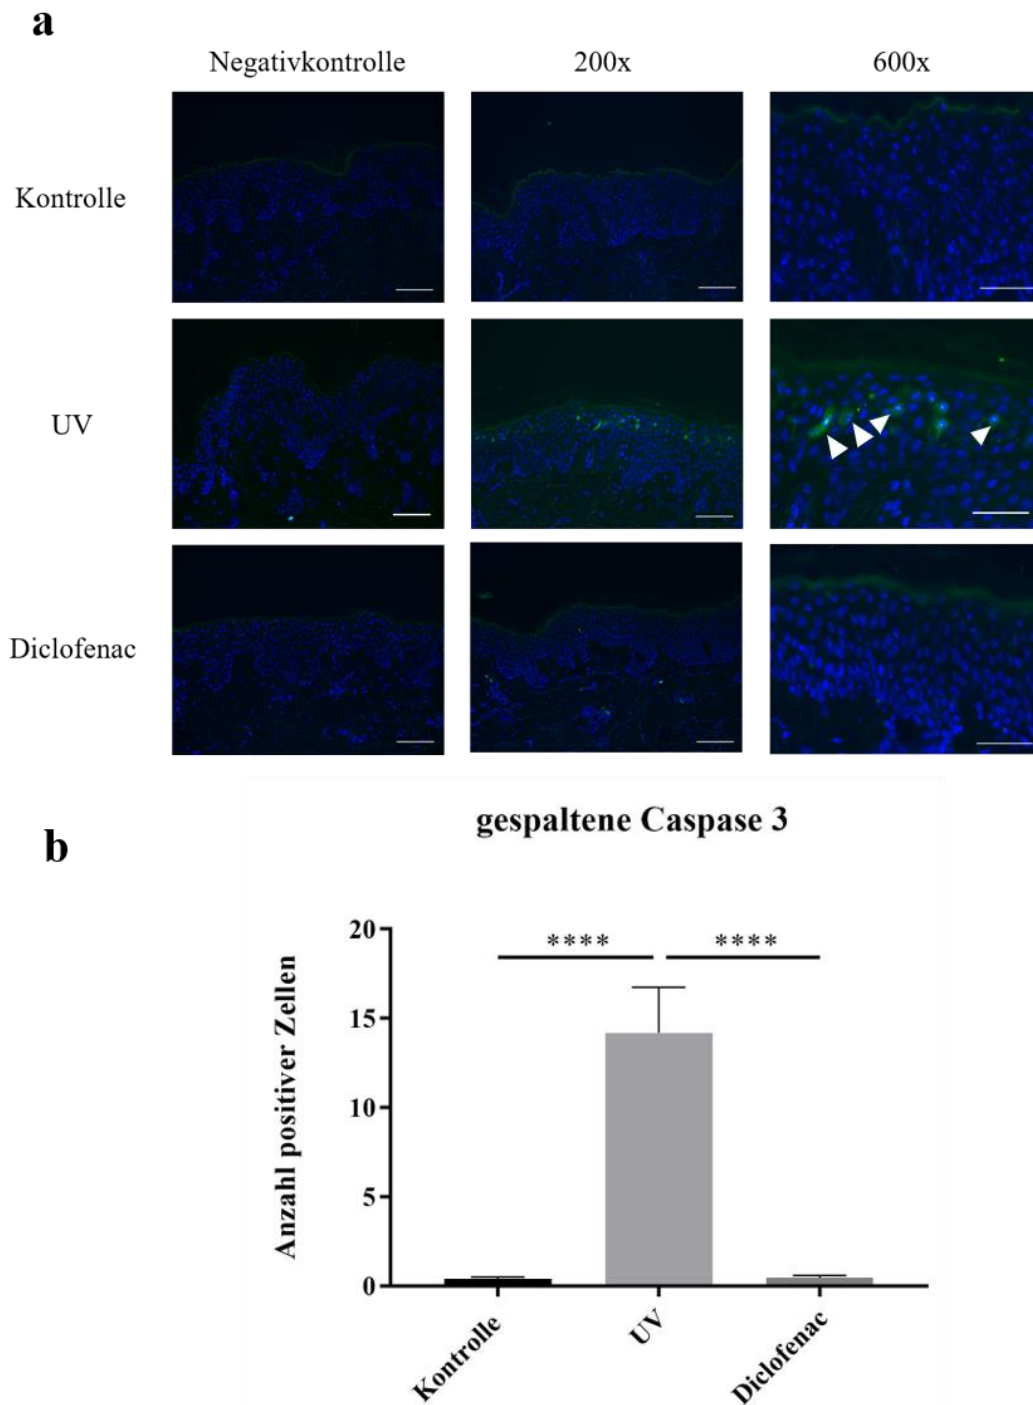 a
Negativkontrolle 200x 600x
Kontrolle
UV
Diclofenac
b
gespaltene Caspase 3
Anzahl positiver Zellen
20
15
10
5
0
**** ****
Kontrolle UV Diclofenac